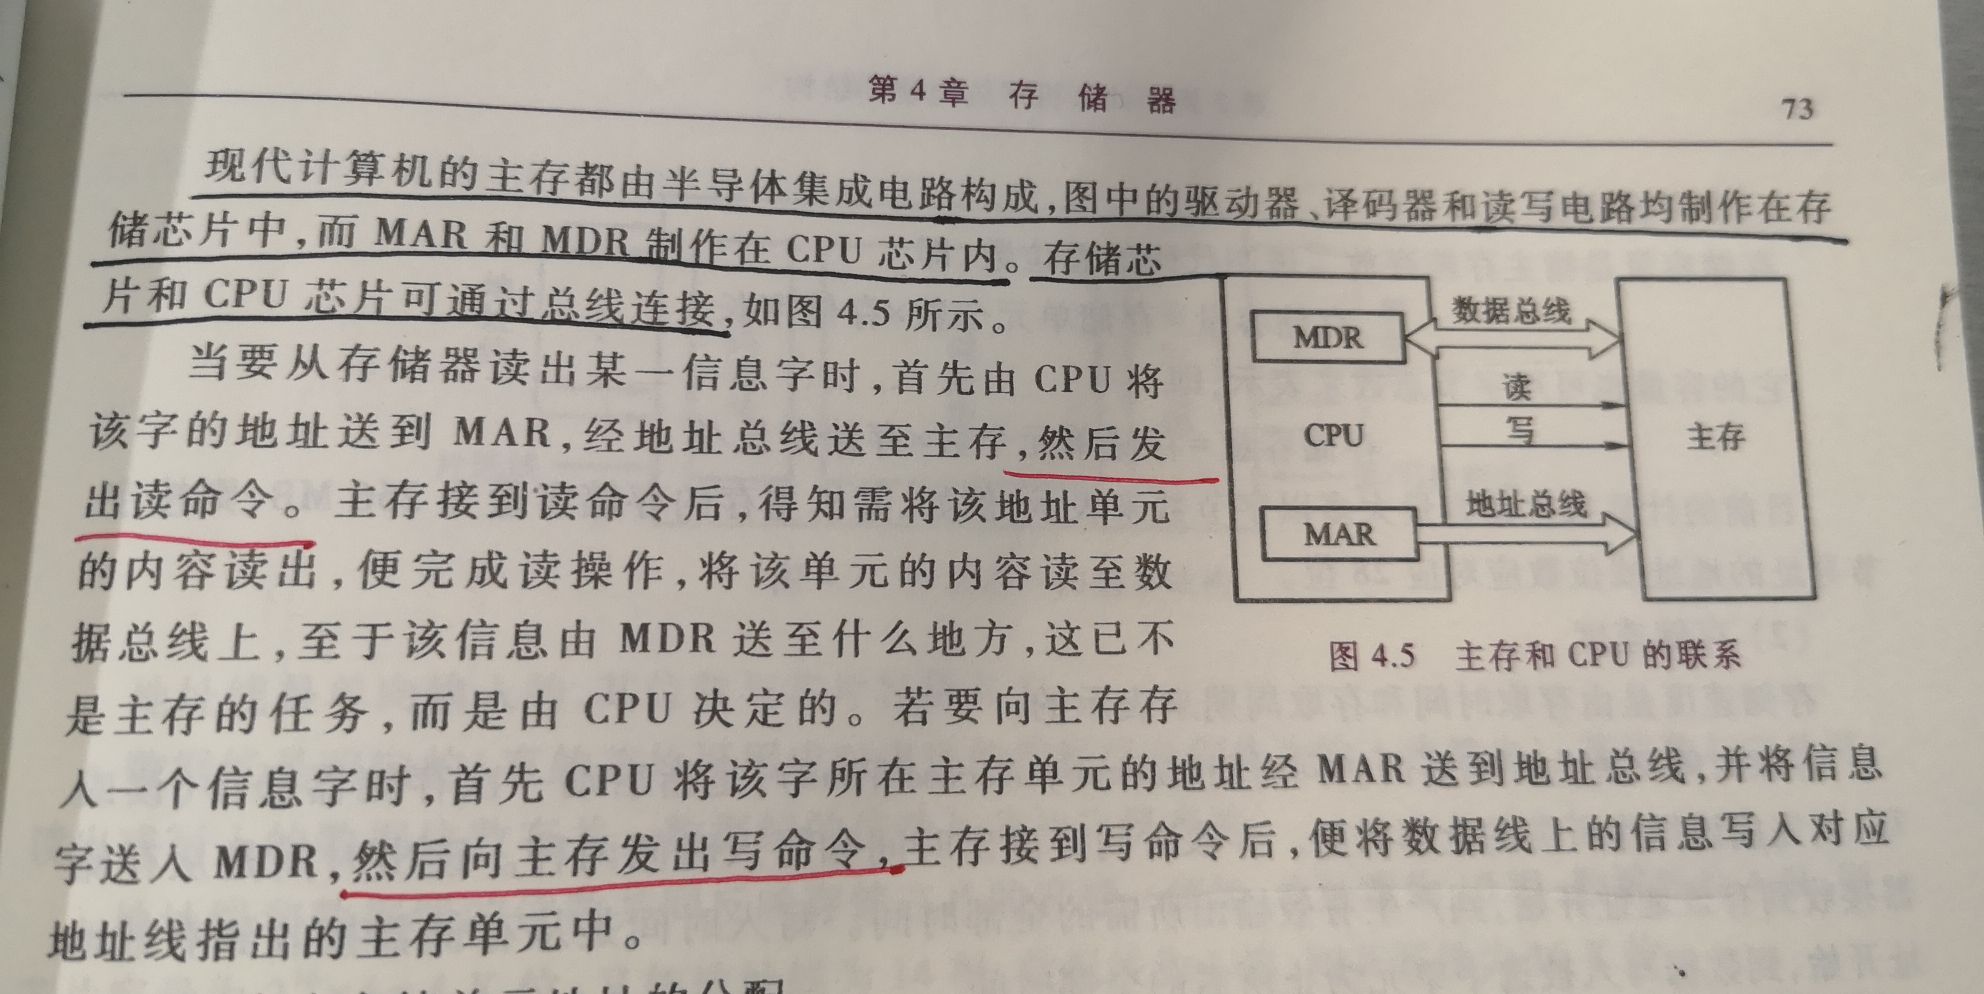 第 4 章 存 储 器
73
现代计算机的主存都由半导体集成电路构成,图中的驱动器、译码器和读写电路均制作在存
储芯片中,而 MAR 和 MDR 制作在 CPU 芯片内。存储芯
片和 CPU 芯片可通过总线连接,如图 4.5 所示。
当要从存储器读出某一信息字时,首先由 CPU 将
该字的地址送到 MAR,经地址总线送至主存,然后发
出读命令。主存接到读命令后,得知需将该地址单元
的内容读出,便完成读操作,将该单元的内容读至数
据总线上,至于该信息由 MDR 送至什么地方,这已不
是主存的任务,而是由 CPU 决定的。若要向主存存
入一个信息字时,首先 CPU 将该字所在主存单元的地址经 MAR 送到地址总线,并将信息
字送入 MDR,然后向主存发出写命令,主存接到写命令后,便将数据线上的信息写入对应
地址线指出的主存单元中。
MDR
数据总线
读
写
CPU
主存
地址总线
MAR
图 4.5 主存和 CPU 的联系